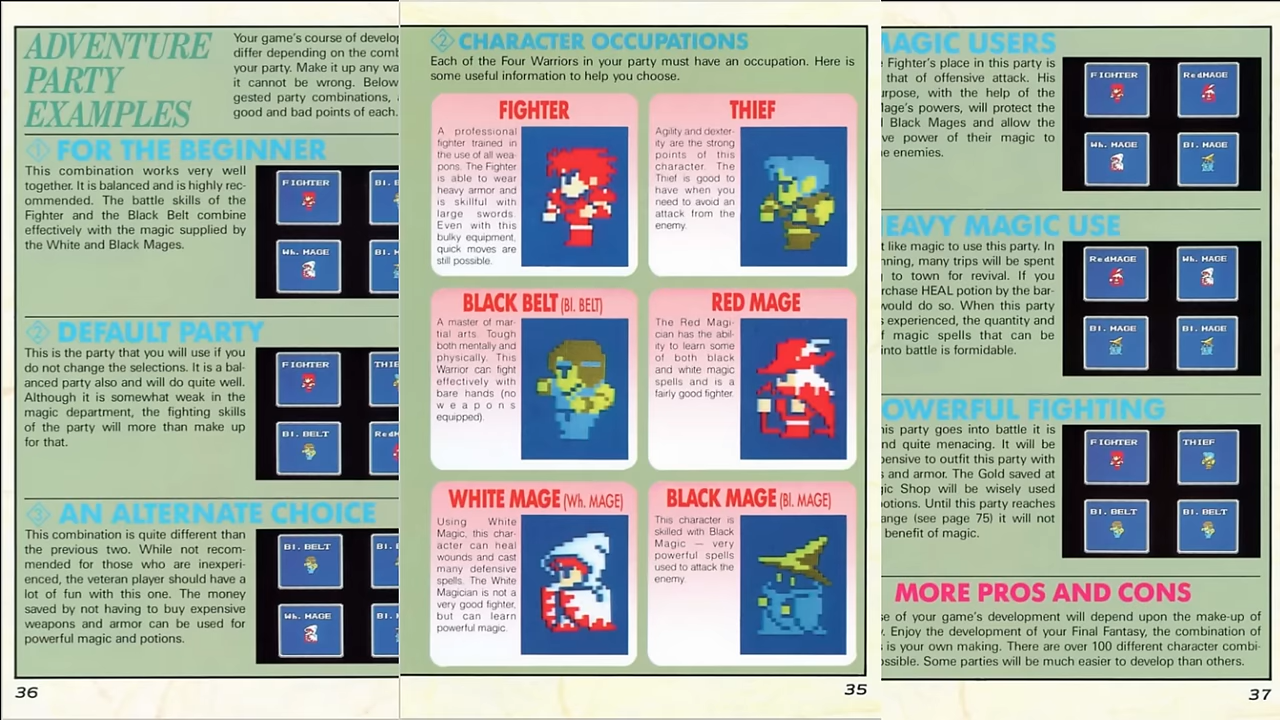 ADVENTURE
PARTY
EXAMPLES
Your game's course of
differ depending on the
your party. Make it up any
it cannot be wrong. Below
gested party combinations,
good and bad points of each.
1 FOR THE BEGINNER
This combination works very well
together. It is balanced and is highly rec-
ommended. The battle skills of the
Fighter and the Black Belt combine
effectively with the magic supplied by
the White and Black Mages.
FIGHTER
Wh. MAGE
2 DEFAULT PARTY
This is the party that you will use if you
do not change the selections. It is a bal-
anced party also and will do quite well.
Although it is somewhat weak in the
magic department, the fighting skills
of the party will more than make up
for that.
FIGHTER
Bl. BELT
3 AN ALTERNATE CHOICE
This combination is quite different than
the previous two. While not recom-
mended for those who are inexperi-
enced, the veteran player should have a
lot of fun with this one. The money
saved by not having to buy expensive
weapons and armor can be used for
powerful magic and potions.
Bl. BELT
Wh. MAGE
36
2 CHARACTER OCCUPATIONS
Each of the Four Warriors in your party must have an occupation. Here is
some useful information to help you choose.
FIGHTER
A professional
fighter trained in
the use of all wea-
pons. The Fighter
is able to wear
heavy armor and
is skillful with
large swords.
Even with this
bulky equipment,
quick moves are
still possible.
THIEF
Agility and dexter-
ity are the strong
points of this
character. The
Thief is good to
have when you
need to avoid an
attack from the
enemy.
BLACK BELT (Bl. BELT)
A master of mar-
tial arts. Tough
both mentally and
physically. This
Warrior can fight
effectively with
bare hands (no
weapons
equipped).
RED MAGE
The Red Magi-
cian has the abil-
ity to learn some
of both black
and white magic
spells and is a
fairly good fighter.
WHITE MAGE (Wh. MAGE)
Using White
Magic, this char-
acter can heal
wounds and cast
many defensive
spells. The White
Magician is not a
very good fighter,
but can learn
powerful magic.
BLACK MAGE (Bl. MAGE)
This character is
skilled with Black
Magic — very
powerful spells
used to attack the
enemy.
35
MAGIC USERS
Fighter's place in this party is
that of offensive attack. His
with the help of the
Mage's powers, will protect the
Black Mages and allow the
power of their magic to
enemies.
FIGHTER RedMAGE
Wh. MAGE Bl. MAGE
HEAVY MAGIC USE
like magic to use this party. In
many trips will be spent
to town for revival. If you
HEAL potion by the bar-
would do so. When this party
experienced, the quantity and
magic spells that can be
into battle is formidable.
RedMAGE Wh. MAGE
Bl. MAGE Bl. MAGE
POWERFUL FIGHTING
party goes into battle it is
and quite menacing. It will be
to outfit this party with
and armor. The Gold saved at
Shop will be wisely used
Until this party reaches
(see page 75) it will not
benefit of magic.
FIGHTER THIEF
Bl. BELT Bl. BELT
MORE PROS AND CONS
of your game's development will depend upon the make-up of
Enjoy the development of your Final Fantasy, the combination of
is your own making. There are over 100 different character combi-
Some parties will be much easier to develop than others.
37